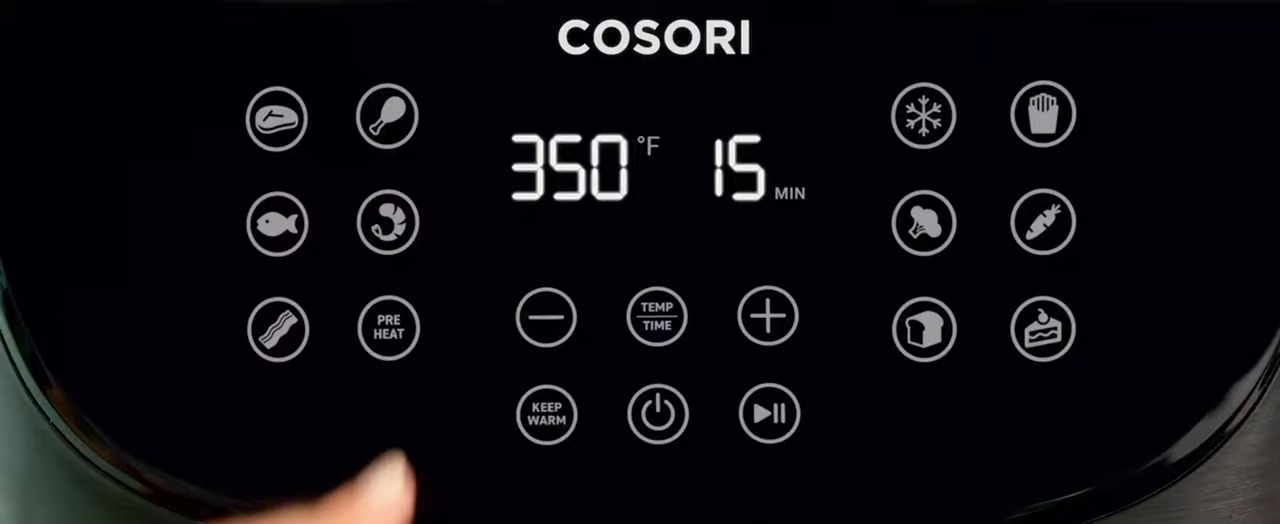 COSORI
350 °F 15 MIN
TEMP
TIME
PRE
HEAT
KEEP
WARM